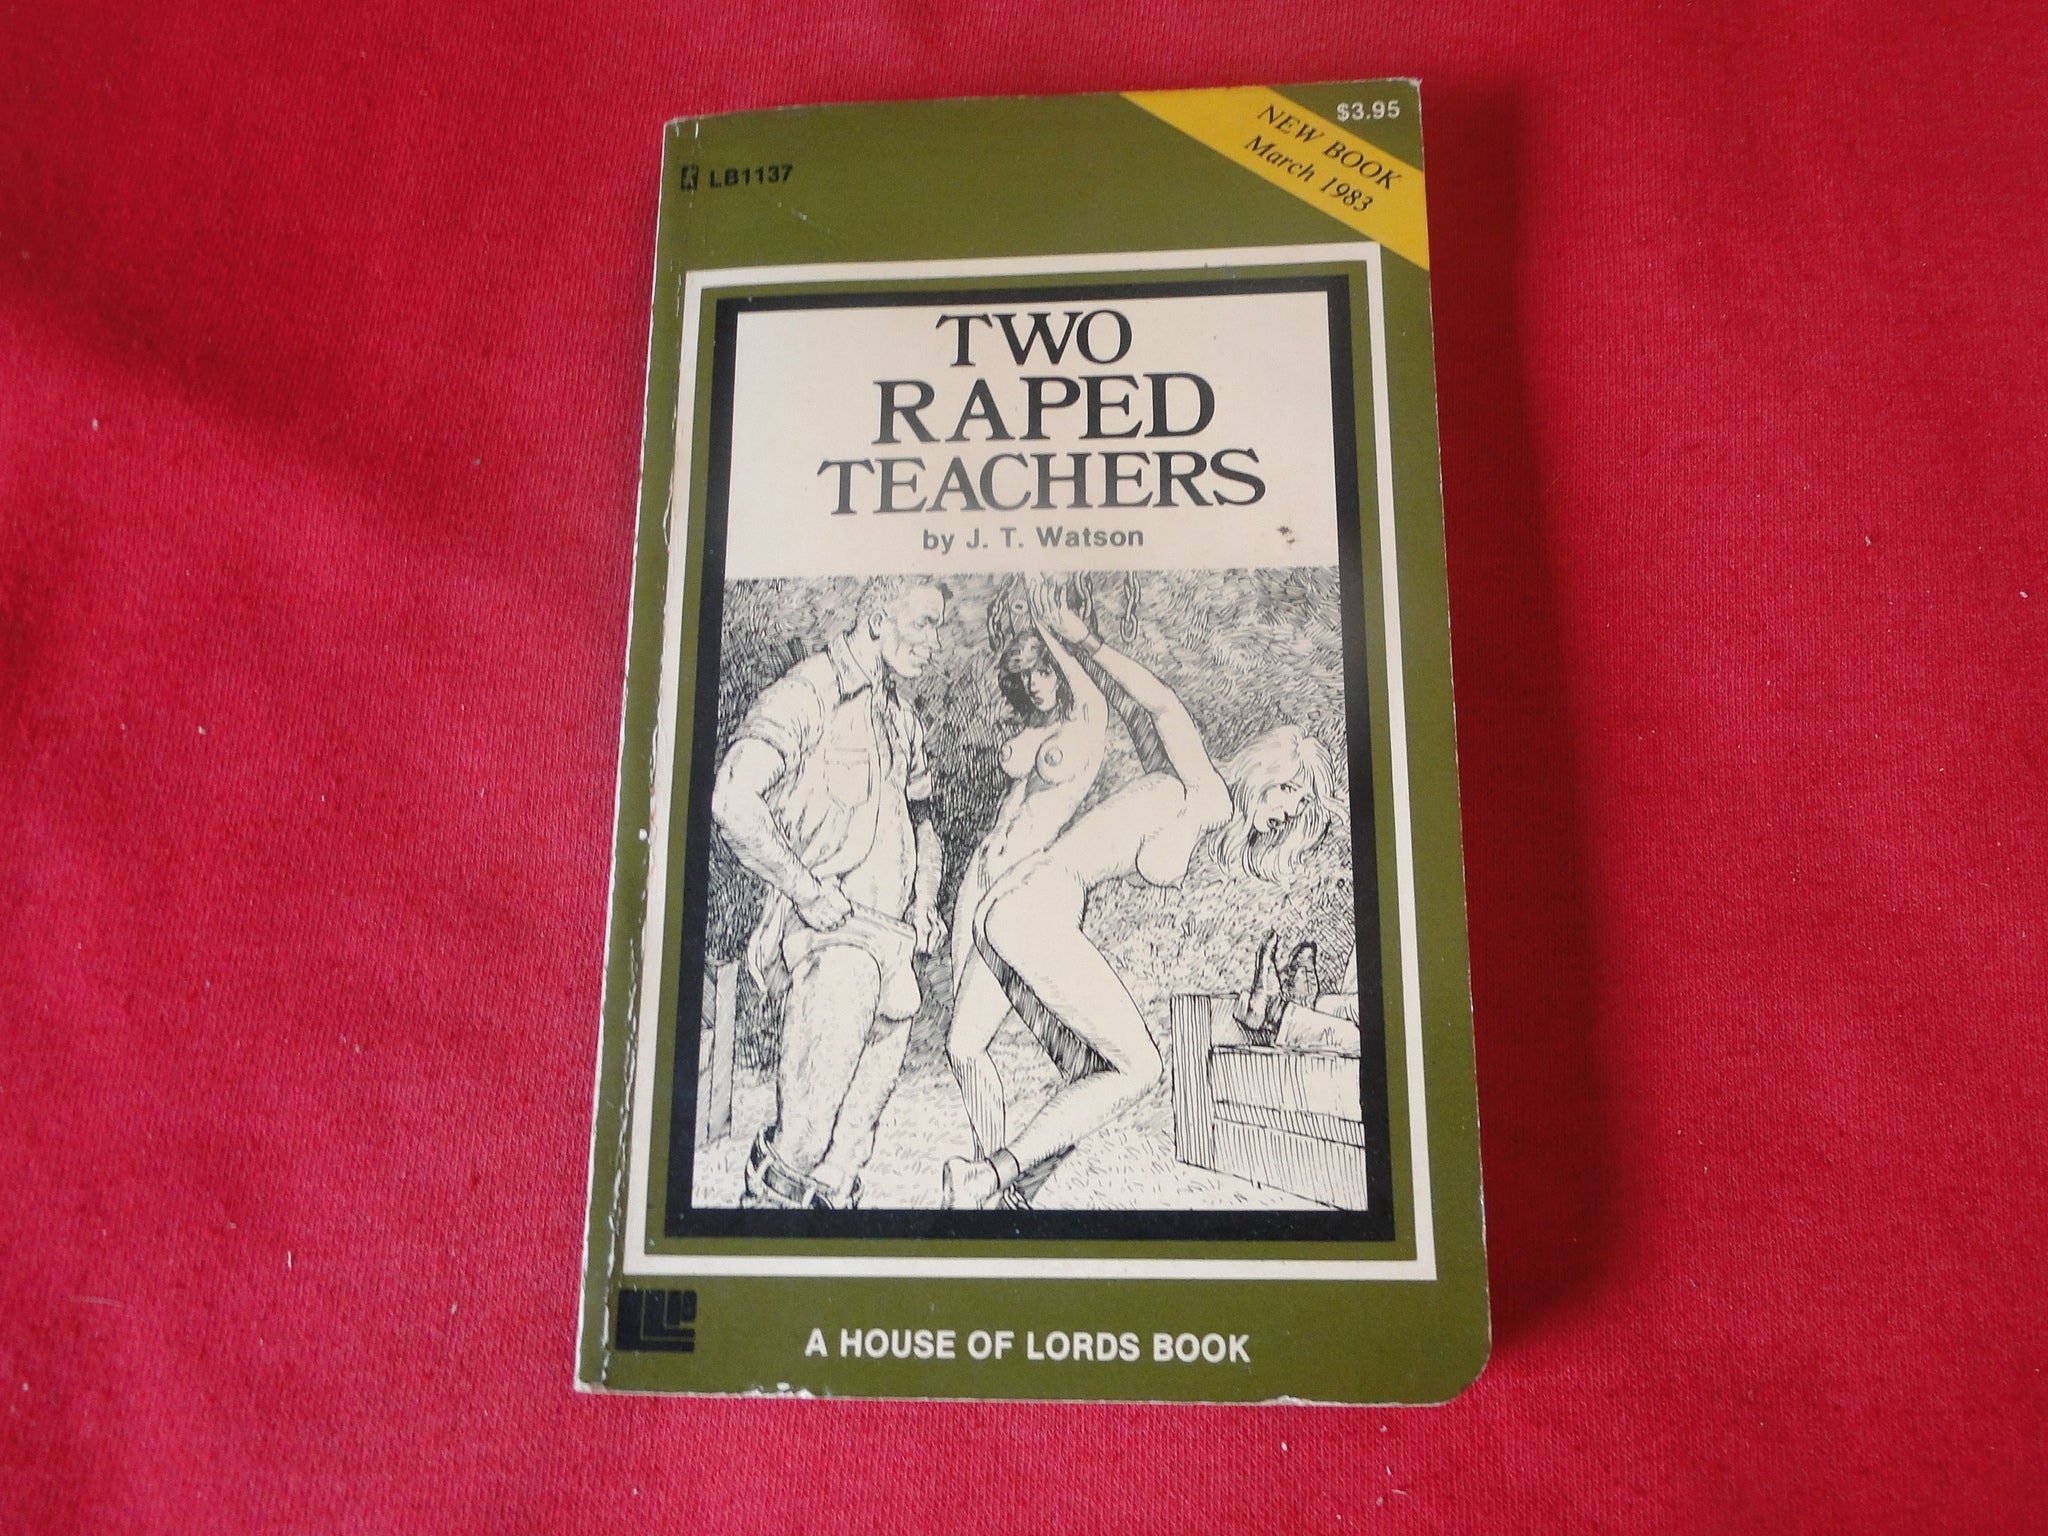 $3.95
NEW BOOK
March 1983
LB1137
TWO
RAPED
TEACHERS
by J. T. Watson
A HOUSE OF LORDS BOOK